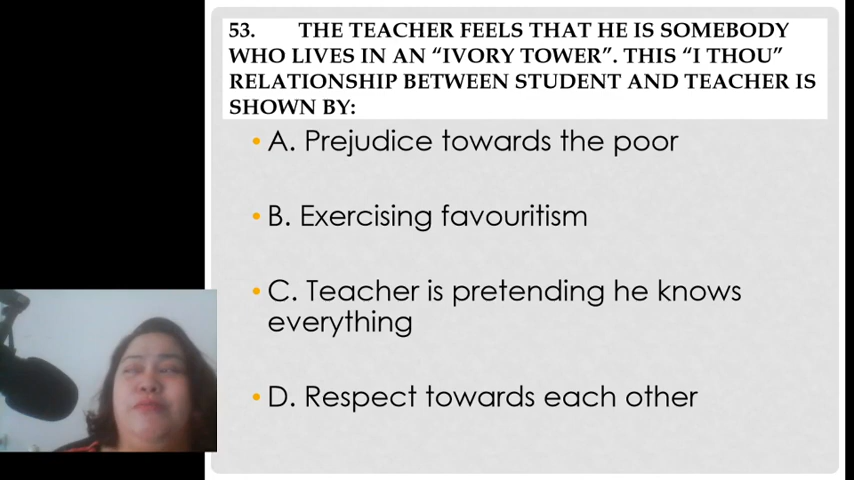 53. THE TEACHER FEELS THAT HE IS SOMEBODY
WHO LIVES IN AN “IVORY TOWER”. THIS “I THOU”
RELATIONSHIP BETWEEN STUDENT AND TEACHER IS
SHOWN BY:
• A. Prejudice towards the poor
• B. Exercising favouritism
• C. Teacher is pretending he knows
everything
• D. Respect towards each other